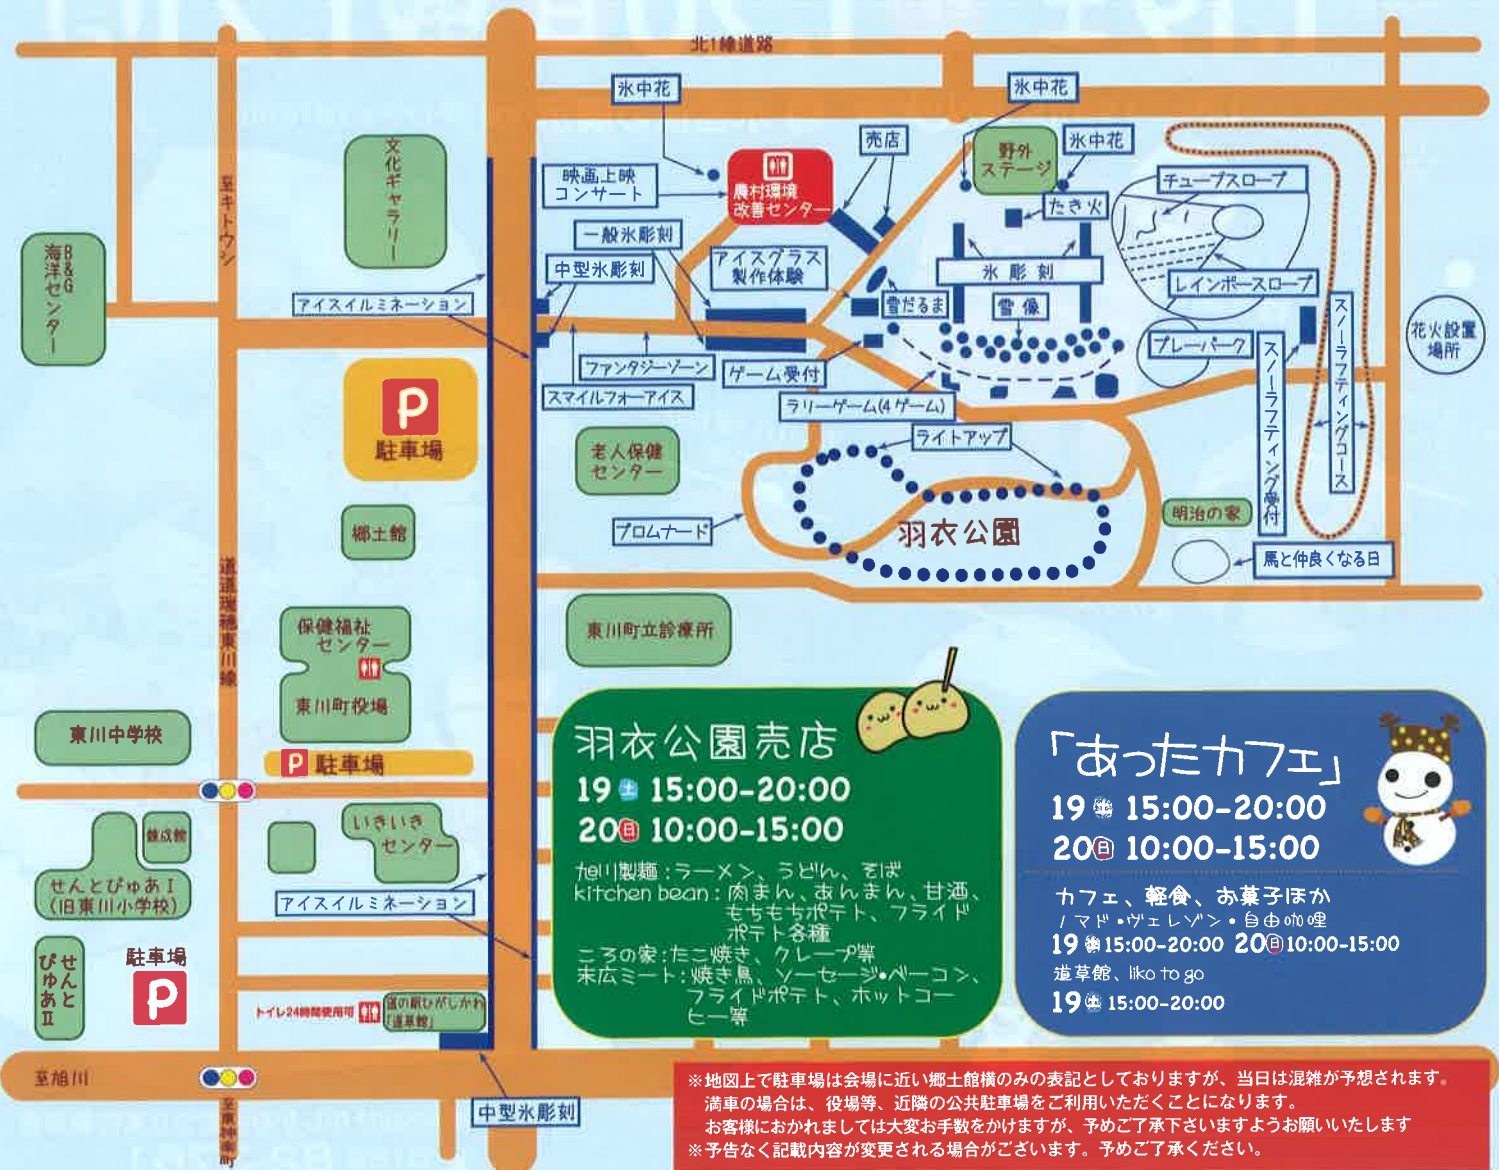 北1線道路
氷中花
氷中花
氷中花
売店
野外
ステージ
映画上映
コンサート
農村環境
改善センター
チューブスロープ
たき火
文化ギャラリー
至キトウシ
B&G
海洋センター
一般氷彫刻
中型氷彫刻
アイスグラス
製作体験
氷彫刻
雪だるま
雪像
レインボースロープ
アイスイルミネーション
ファンタジーゾーン
ゲーム受付
プレーパーク
スノーラフティング受付
スノーラフティングコース
花火設置
場所
スマイルフォーアイス
ラリーゲーム(4ゲーム)
P
駐車場
老人保健
センター
ライトアップ
郷土館
プロムナード
羽衣公園
明治の家
馬と仲良くなる日
道道瑞穂東川線
保健福祉
センター
東川町役場
東川町立診療所
東川中学校
P 駐車場
錬成館
せんとぴゅあⅠ
(旧東川小学校)
いきいき
センター
アイスイルミネーション
せんと
ぴゅあⅡ
駐車場
P
トイレ24時間使用可
道の駅ひがしかわ
「道草館」
至旭川
至東神楽町
中型氷彫刻
羽衣公園売店
19土 15:00-20:00
20日 10:00-15:00
旭川製麺:ラーメン、うどん、そば
kitchen bean:肉まん、あんまん、甘酒、
もちもちポテト、フライド
ポテト各種
ころの家:たこ焼き、クレープ等
末広ミート:焼き鳥、ソーセージ・ベーコン、
フライドポテト、ホットコー
ヒー等
「あったカフェ」
19土 15:00-20:00
20日 10:00-15:00
カフェ、軽食、お菓子ほか
ノマド・ヴェレゾン・自由咖哩
19土15:00-20:00 20日10:00-15:00
道草館、liko to go
19土 15:00-20:00
※地図上で駐車場は会場に近い郷土館横のみの表記としておりますが、当日は混雑が予想されます。
満車の場合は、役場等、近隣の公共駐車場をご利用いただくことになります。
お客様におかれましては大変お手数をかけますが、予めご了承下さいますようお願いいたします
※予告なく記載内容が変更される場合がございます。予めご了承ください。